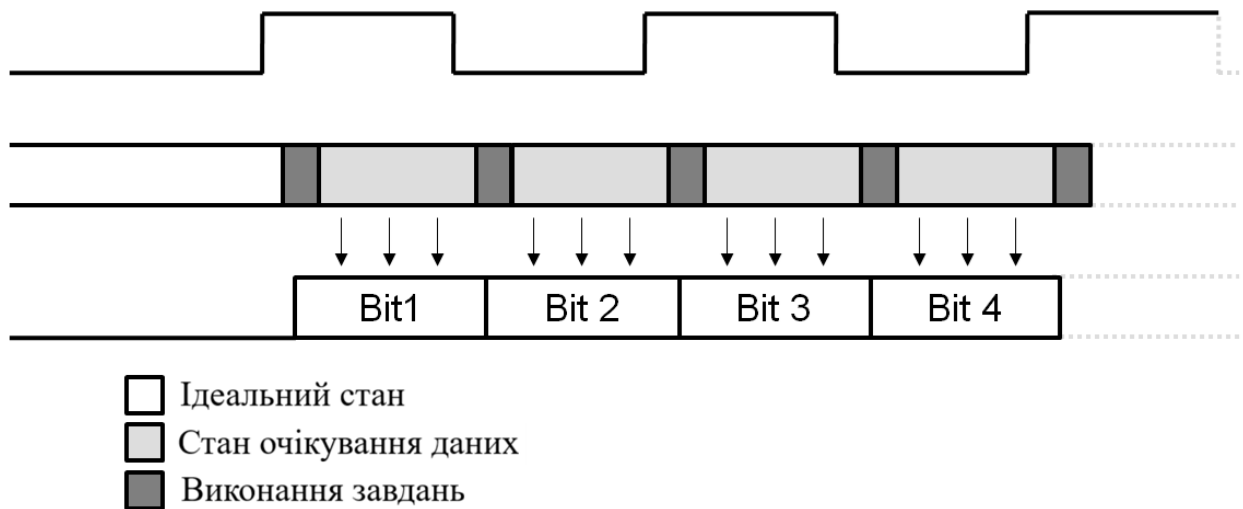 Bit1 Bit 2 Bit 3 Bit 4
Ідеальний стан
Стан очікування даних
Виконання завдань